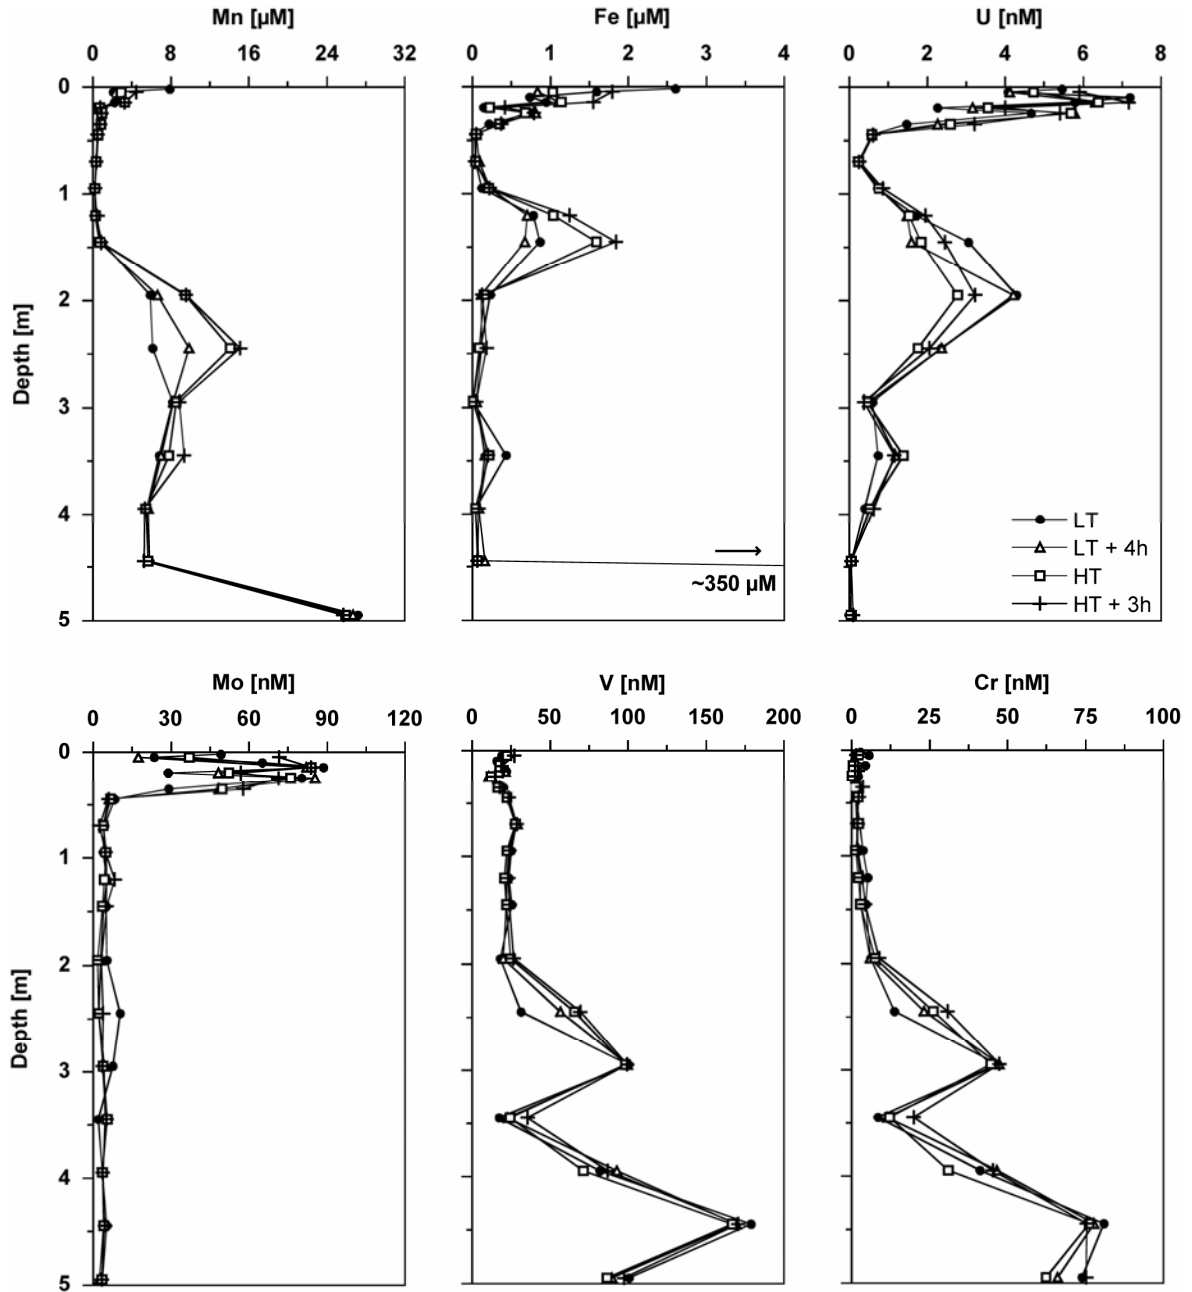 Mn [µM] Fe [µM] U [nM]
0 8 16 24 32 0 1 2 3 4 0 2 4 6 8
0
1
2
3
4
5
Depth [m]
LT
LT + 4h
HT
HT + 3h
~350 µM
Mo [nM] V [nM] Cr [nM]
0 30 60 90 120 0 50 100 150 200 0 25 50 75 100
0
1
2
3
4
5
Depth [m]